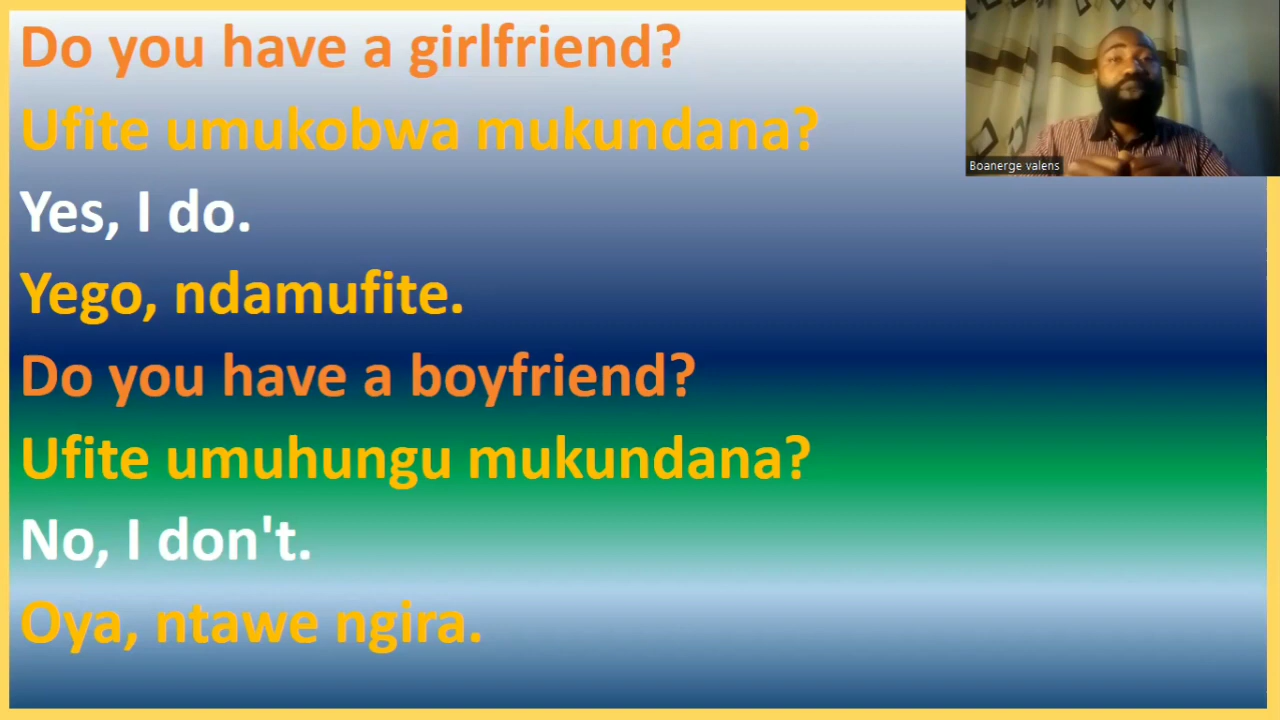 Do you have a girlfriend?
Ufite umukobwa mukundana?
Yes, I do.
Yego, ndamufite.
Do you have a boyfriend?
Ufite umuhungu mukundana?
No, I don't.
Oya, ntawe ngira.
Boanerge valens